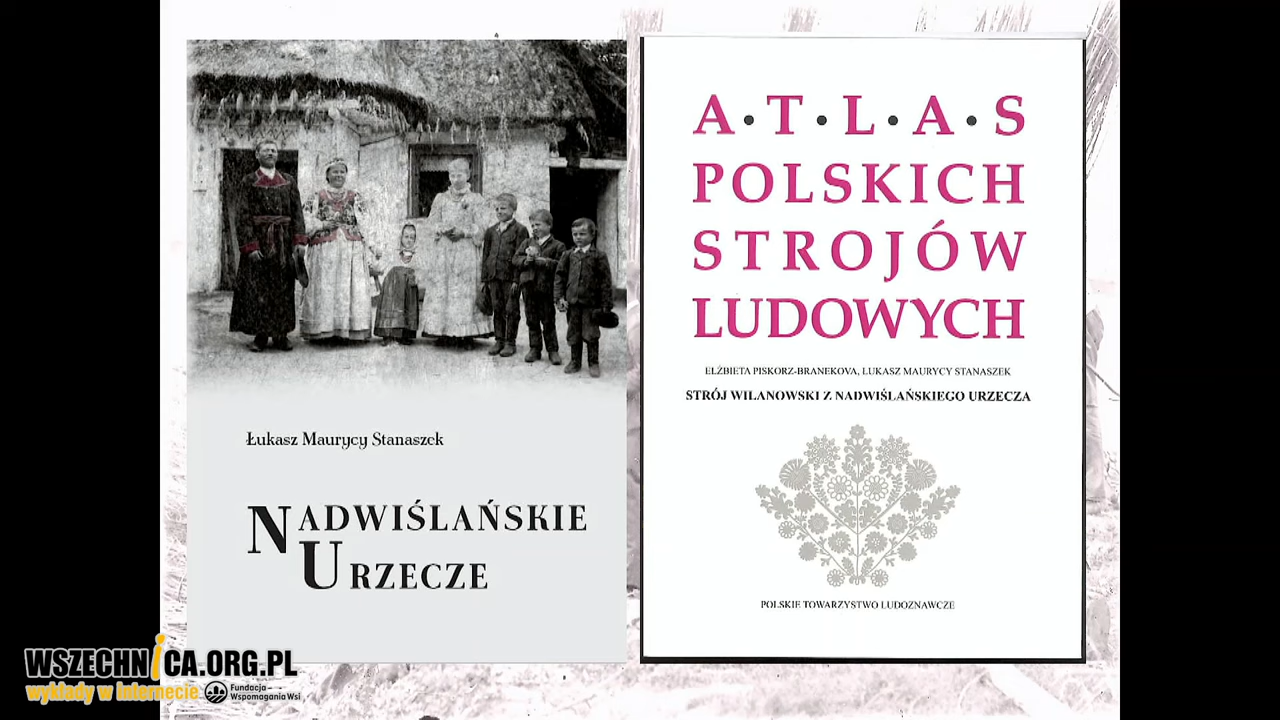 Łukasz Maurycy Stanaszek
NADWIŚLAŃSKIE
URZECZE
A•T•L•A•S
POLSKICH
STROJÓW
LUDOWYCH
ELŻBIETA PISKORZ-BRANEKOVA, ŁUKASZ MAURYCY STANASZEK
STRÓJ WILANOWSKI Z NADWIŚLAŃSKIEGO URZECZA
POLSKIE TOWARZYSTWO LUDOZNAWCZE
WSZECHNICA.ORG.PL
wykłady w internecie
Fundacja
Wspomagania Wsi